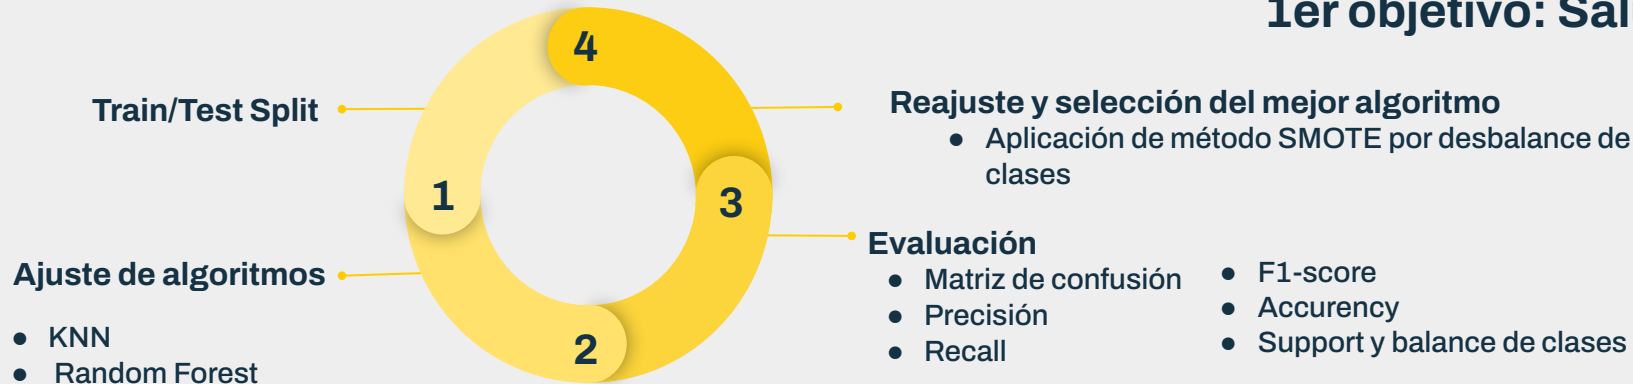 1er objetivo: Sal
4
Train/Test Split
1
Ajuste de algoritmos
● KNN
● Random Forest
2
3
Reajuste y selección del mejor algoritmo
● Aplicación de método SMOTE por desbalance de
clases
Evaluación
● Matriz de confusión
● Precisión
● Recall
● F1-score
● Accurency
● Support y balance de clases